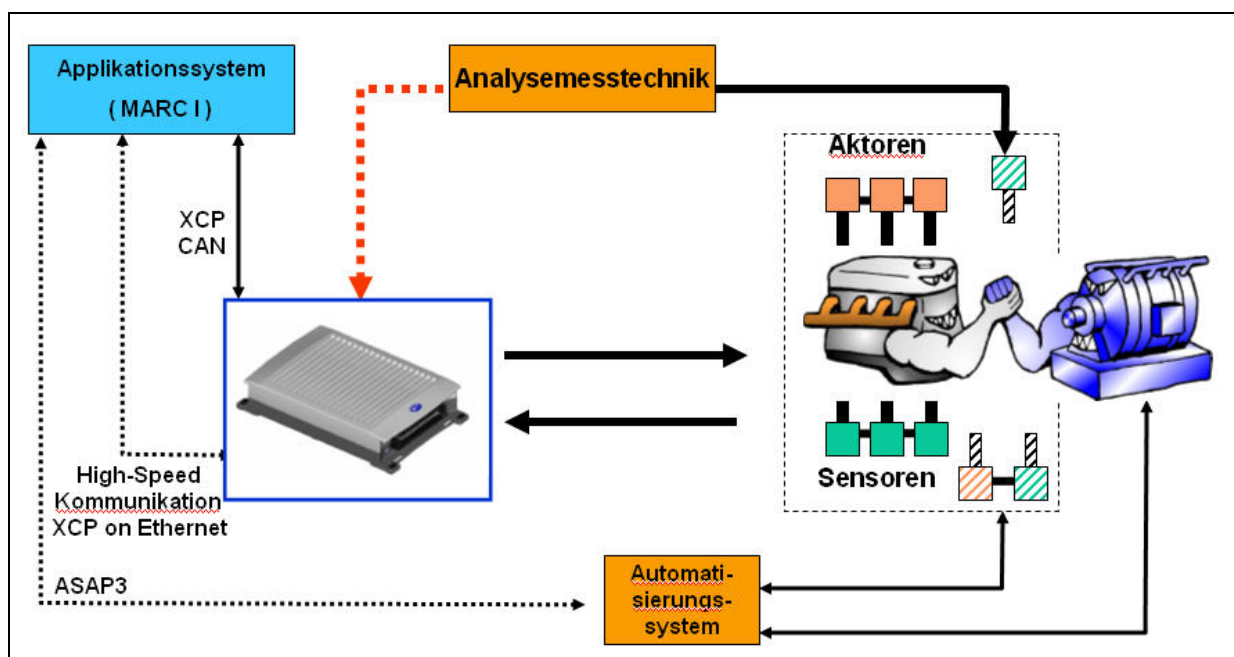 Applikationssystem
( MARC I )
Analysemesstechnik
Aktoren
XCP
CAN
High-Speed
Kommunikation
XCP on Ethernet
Sensoren
ASAP3
Automati-
sierungs-
system